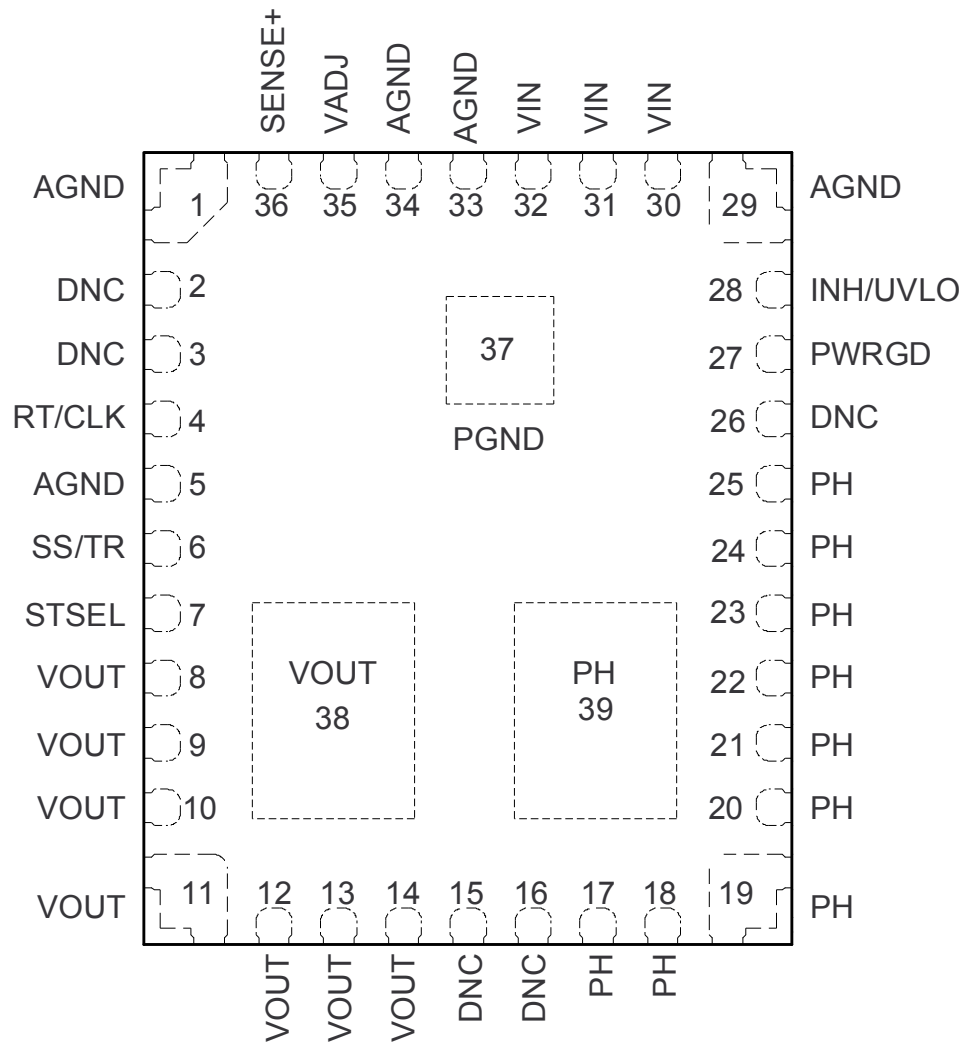 SENSE+
VADJ
AGND
AGND
VIN
VIN
VIN
36
35
34
33
32
31
30
AGND
1
29
AGND
DNC
2
28
INH/UVLO
DNC
3
37
27
PWRGD
RT/CLK
4
PGND
26
DNC
AGND
5
25
PH
SS/TR
6
24
PH
STSEL
7
23
PH
VOUT
8
VOUT
38
PH
39
22
PH
VOUT
9
21
PH
VOUT
10
20
PH
VOUT
11
12
13
14
15
16
17
18
19
PH
VOUT
VOUT
VOUT
DNC
DNC
PH
PH